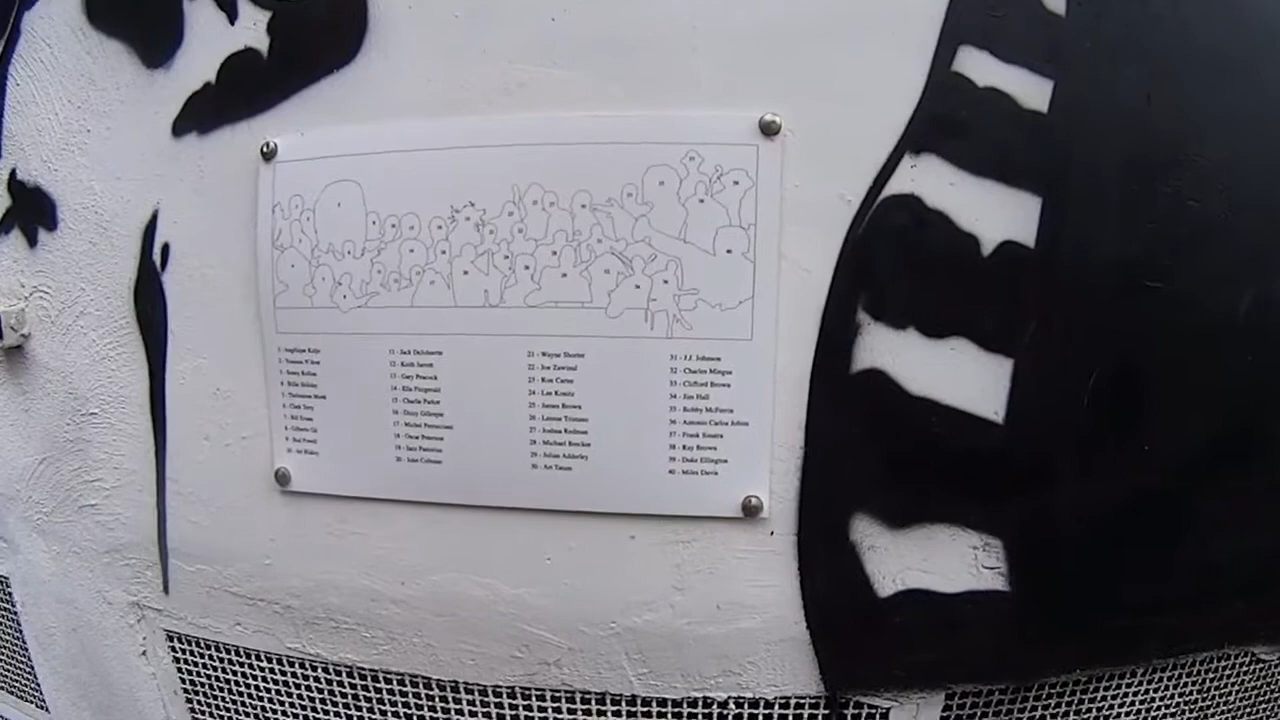 1 - Angélique Kidjo
3 - Sonny Rollins
4 - Billie Holiday
5 - Thelonious Monk
6 - Clark Terry
7 - Bill Evans
8 - Gilberto Gil
9 - Bud Powell
10 - Art Blakey
11 - Jack DeJohnette
12 - Keith Jarrett
13 - Gary Peacock
14 - Ella Fitzgerald
15 - Charlie Parker
16 - Dizzy Gillespie
17 - Michel Petrucciani
18 - Oscar Peterson
19 - Jaco Pastorius
20 - John Coltrane
21 - Wayne Shorter
22 - Joe Zawinul
23 - Ron Carter
24 - Lee Konitz
25 - James Brown
26 - Lennie Tristano
27 - Joshua Redman
28 - Michael Brecker
29 - Julian Adderley
30 - Art Tatum
31 - J.J. Johnson
32 - Charles Mingus
33 - Clifford Brown
34 - Jim Hall
35 - Bobby McFerrin
36 - Antonio Carlos Jobim
37 - Frank Sinatra
38 - Ray Brown
39 - Duke Ellington
40 - Miles Davis